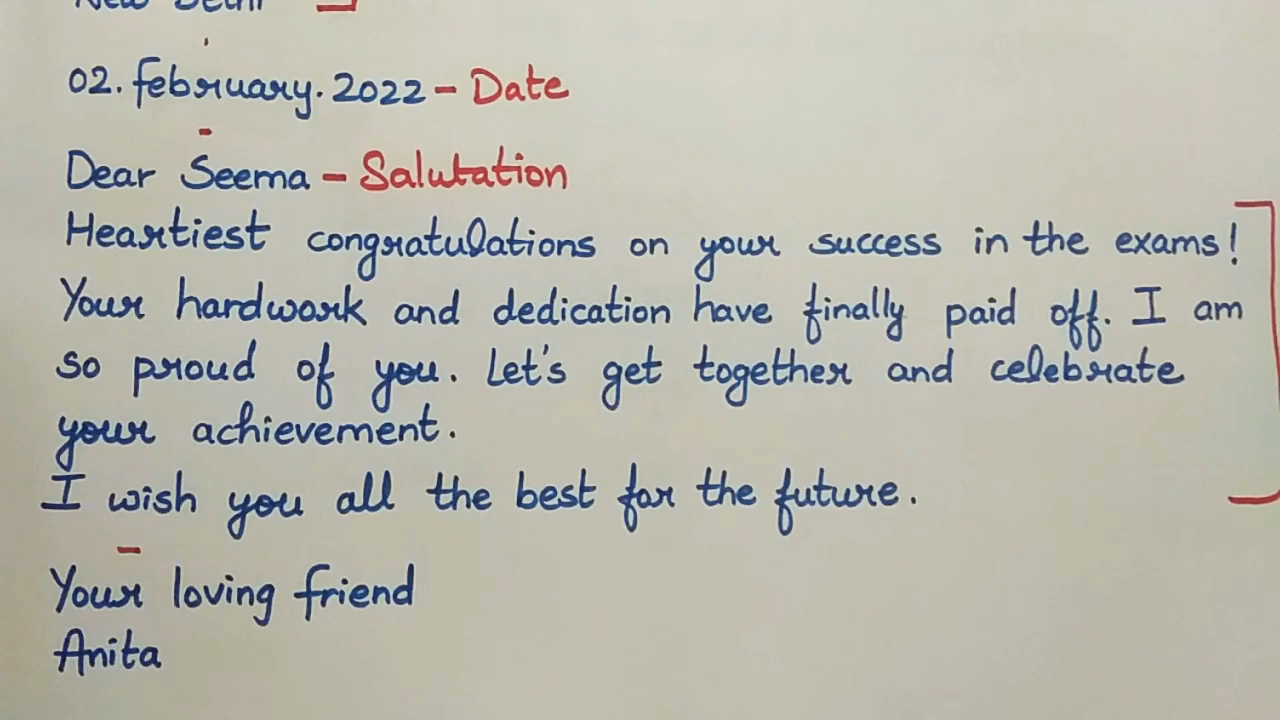 New Delhi
02. february. 2022 - Date
Dear Seema - Salutation
Heartiest congratulations on your success in the exams!
Your hardwork and dedication have finally paid off. I am
so proud of you. Let's get together and celebrate
your achievement.
I wish you all the best for the future.
Your loving friend
Anita